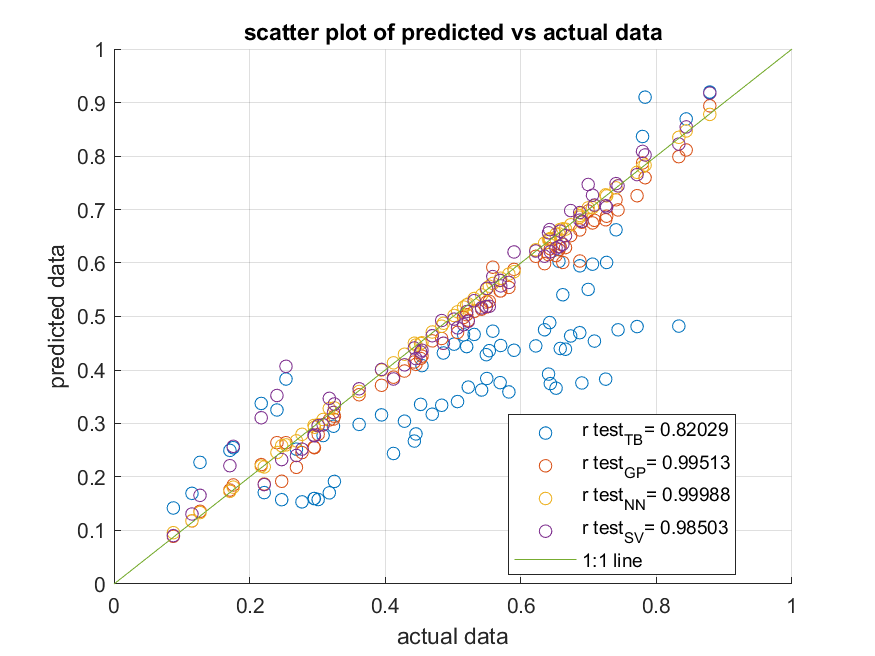 scatter plot of predicted vs actual data
1
0.9
0.8
0.7
0.6
0.5
0.4
0.3
0.2
0.1
0
predicted data
r test_TB= 0.82029
r test_GP= 0.99513
r test_NN= 0.99988
r test_SV= 0.98503
1:1 line
0 0.2 0.4 0.6 0.8 1
actual data